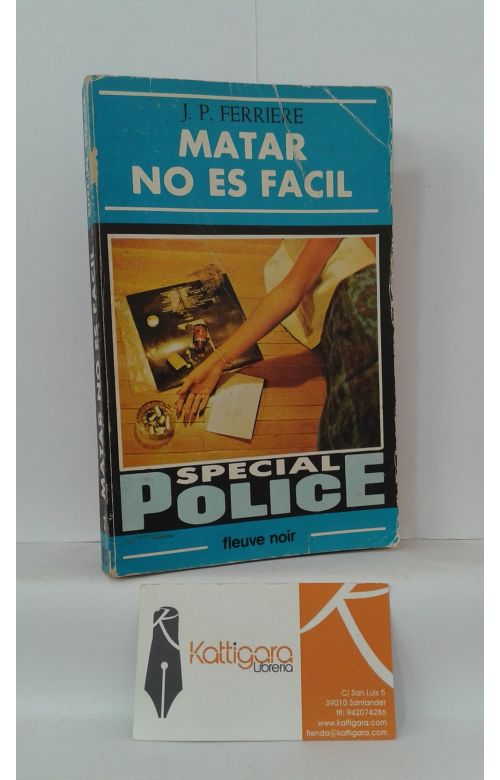 J. P. FERRIERE
MATAR
NO ES FACIL
MATAR NO ES FACIL
SPECIAL
POLICE
fleuve noir
Kattigara
Librería
C/ San Luis 5
39010 Santander
tlf: 942074286
www.kattigara.com
tienda@kattigara.com